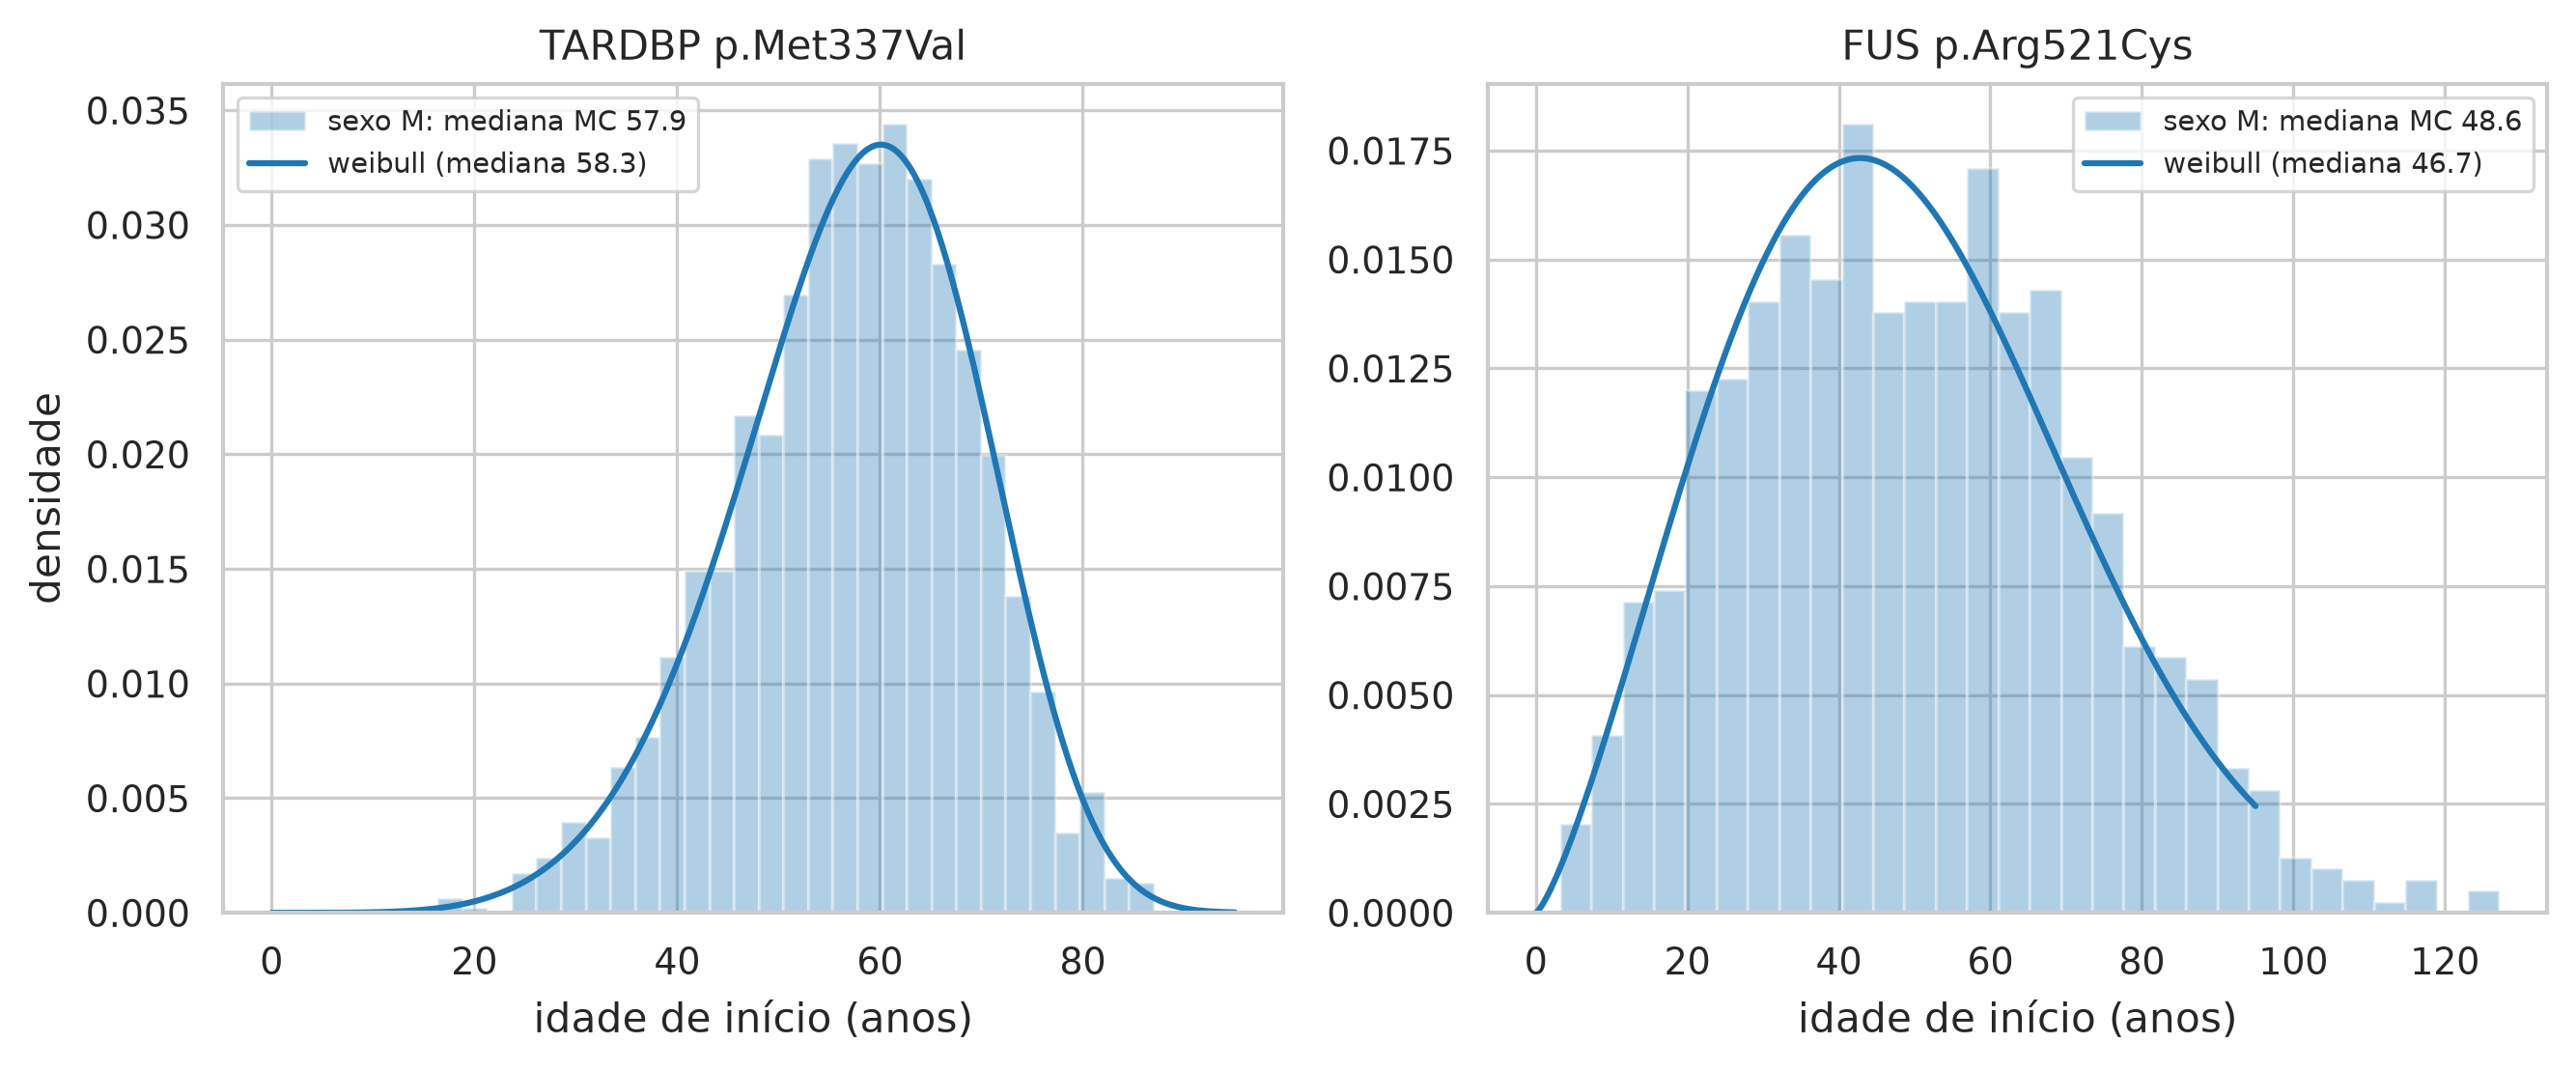 TARDBP p.Met337Val
sexo M: mediana MC 57.9
weibull (mediana 58.3)
densidade
0.035
0.030
0.025
0.020
0.015
0.010
0.005
0.000
0 20 40 60 80
idade de início (anos)
FUS p.Arg521Cys
sexo M: mediana MC 48.6
weibull (mediana 46.7)
0.0175
0.0150
0.0125
0.0100
0.0075
0.0050
0.0025
0.0000
0 20 40 60 80 100 120
idade de início (anos)